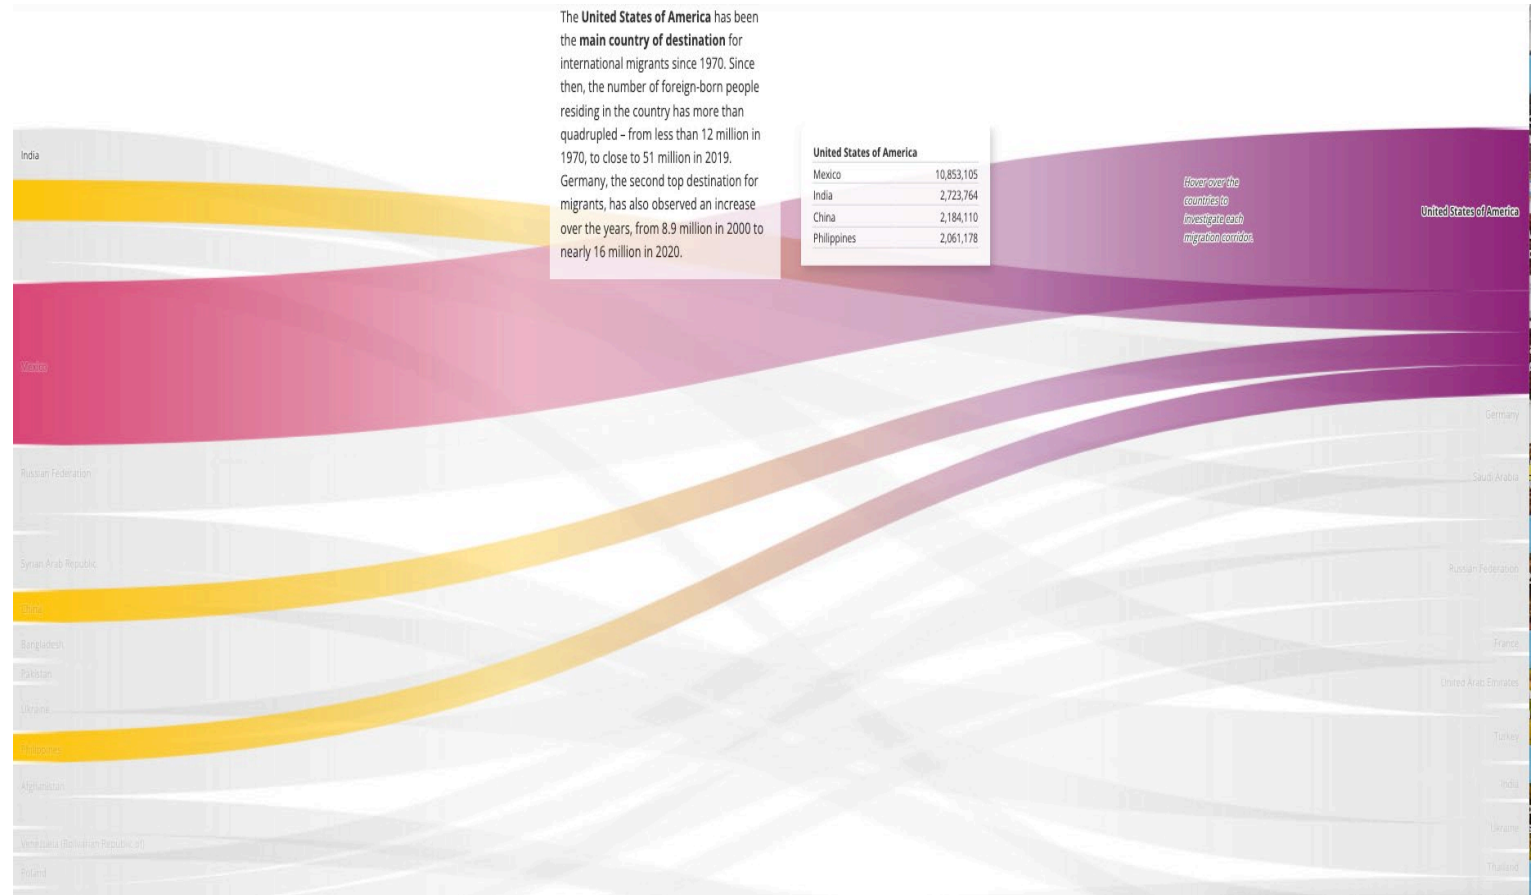 The United States of America has been
the main country of destination for
international migrants since 1970. Since
then, the number of foreign-born people
residing in the country has more than
quadrupled – from less than 12 million in
1970, to close to 51 million in 2019.
Germany, the second top destination for
migrants, has also observed an increase
over the years, from 8.9 million in 2000 to
nearly 16 million in 2020.
United States of America
Mexico 10,853,105
India 2,723,764
China 2,184,110
Philippines 2,061,178
Hover over the
countries to
investigate each
migration corridor.
India
Mexico
Russian Federation
Syrian Arab Republic
China
Bangladesh
Pakistan
Ukraine
Philippines
Afghanistan
Venezuela (Bolivarian Republic of)
Poland
United States of America
Germany
Saudi Arabia
Russian Federation
France
United Arab Emirates
Turkey
India
Ukraine
Thailand